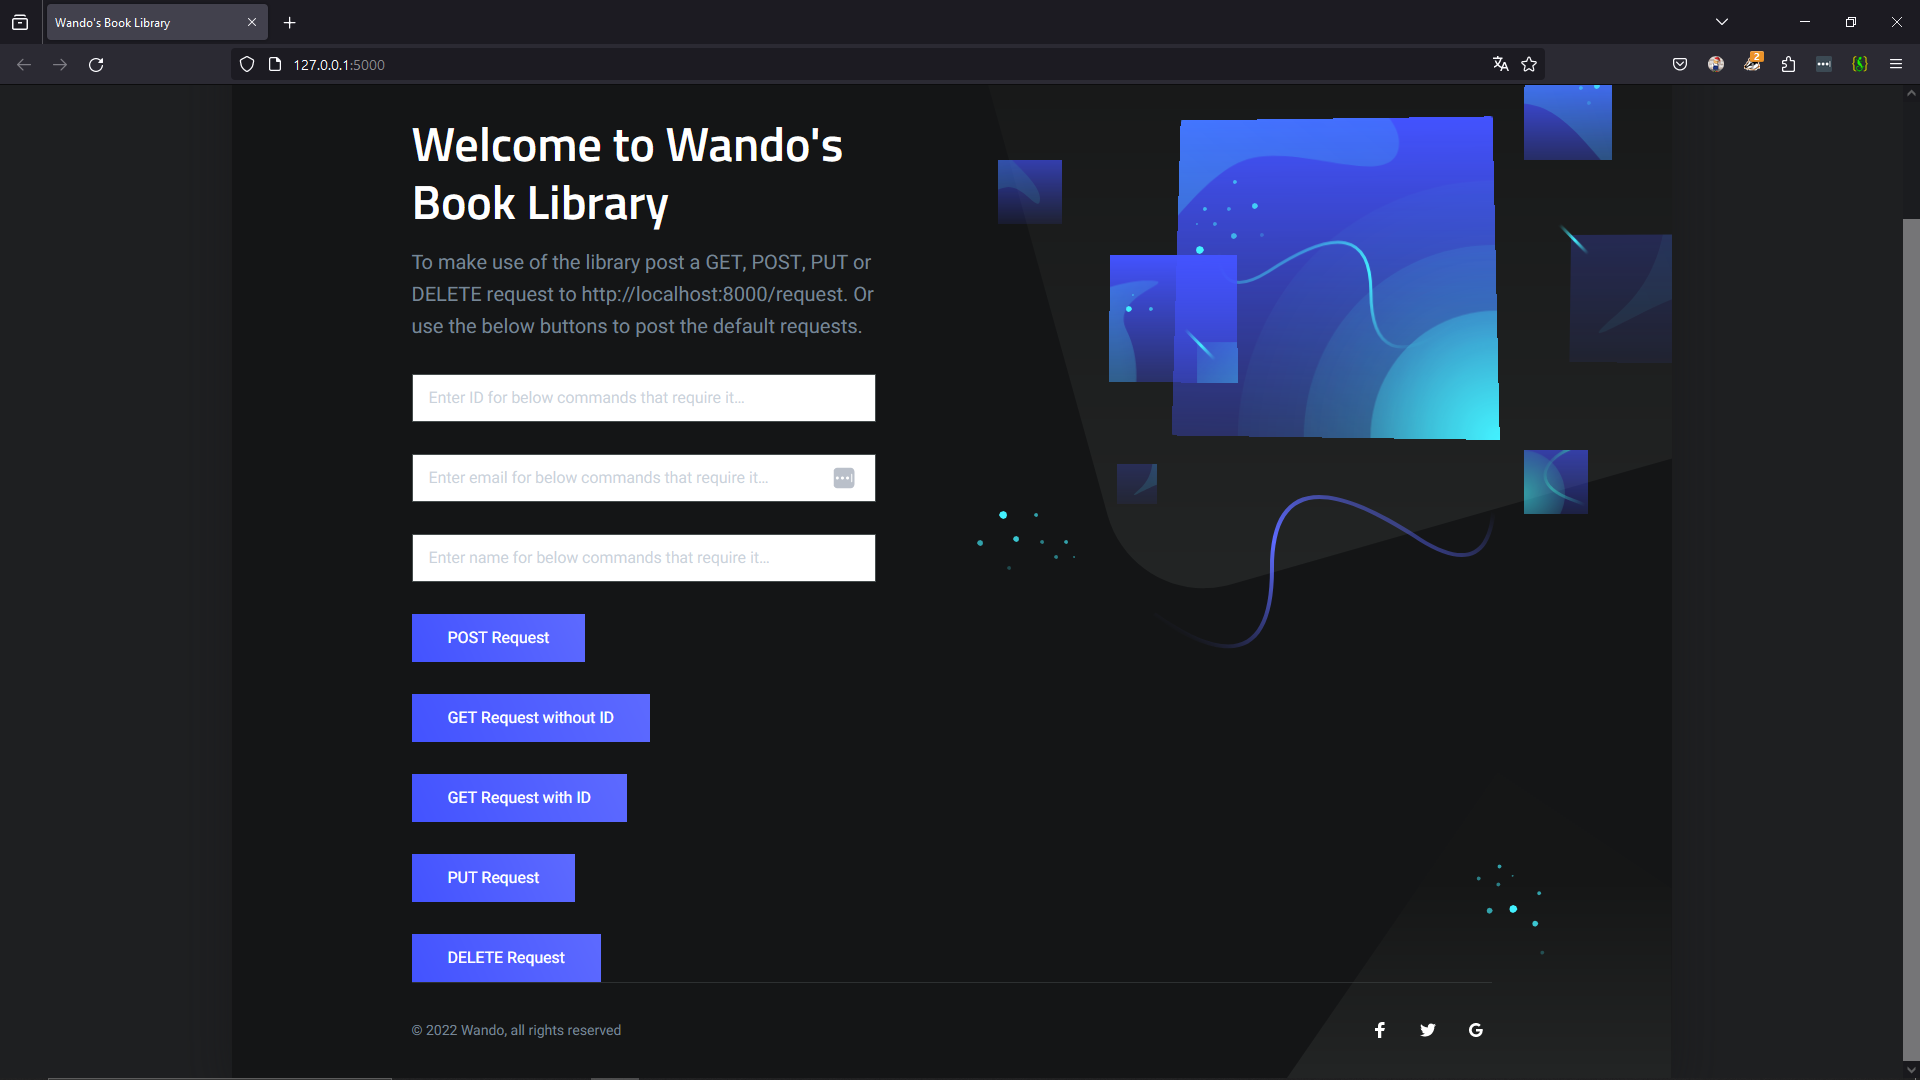 Wando's Book Library
127.0.0.1:5000
2
Welcome to Wando's
Book Library
To make use of the library post a GET, POST, PUT or
DELETE request to http://localhost:8000/request. Or
use the below buttons to post the default requests.
Enter ID for below commands that require it...
Enter email for below commands that require it...
Enter name for below commands that require it...
POST Request
GET Request without ID
GET Request with ID
PUT Request
DELETE Request
© 2022 Wando, all rights reserved